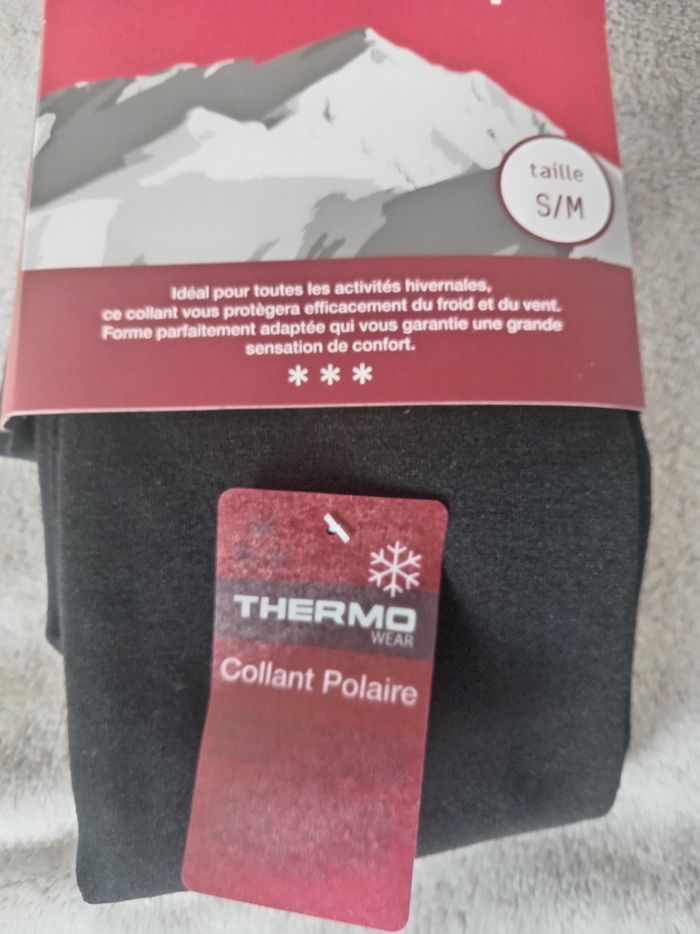 taille
S/M
Idéal pour toutes les activités hivernales,
ce collant vous protègera efficacement du froid et du vent.
Forme parfaitement adaptée qui vous garantie une grande
sensation de confort.
THERMO
WEAR
Collant Polaire